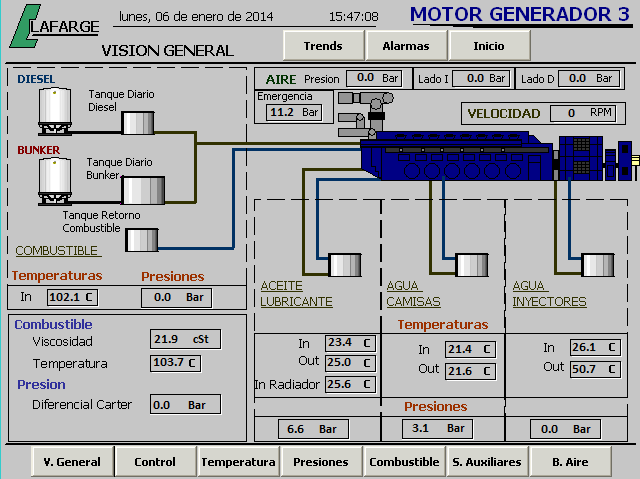 LAFARGE
lunes, 06 de enero de 2014
15:47:08
MOTOR GENERADOR 3
VISION GENERAL
Trends
Alarmas
Inicio
DIESEL
Tanque Diario
Diesel
BUNKER
Tanque Diario
Bunker
Tanque Retorno
Combustible
COMBUSTIBLE
Temperaturas
Presiones
In 102.1 C
0.0 Bar
AIRE Presion 0.0 Bar
Lado I 0.0 Bar
Lado D 0.0 Bar
Emergencia
11.2 Bar
VELOCIDAD 0 RPM
ACEITE
LUBRICANTE
AGUA
CAMISAS
AGUA
INYECTORES
Combustible
Viscosidad 21.9 cSt
Temperatura 103.7 C
Presion
Diferencial Carter 0.0 Bar
Temperaturas
In 23.4 C
Out 25.0 C
In Radiador 25.6 C
In 21.4 C
Out 21.6 C
In 26.1 C
Out 50.7 C
Presiones
6.6 Bar
3.1 Bar
0.0 Bar
V. General
Control
Temperatura
Presiones
Combustible
S. Auxiliares
B. Aire